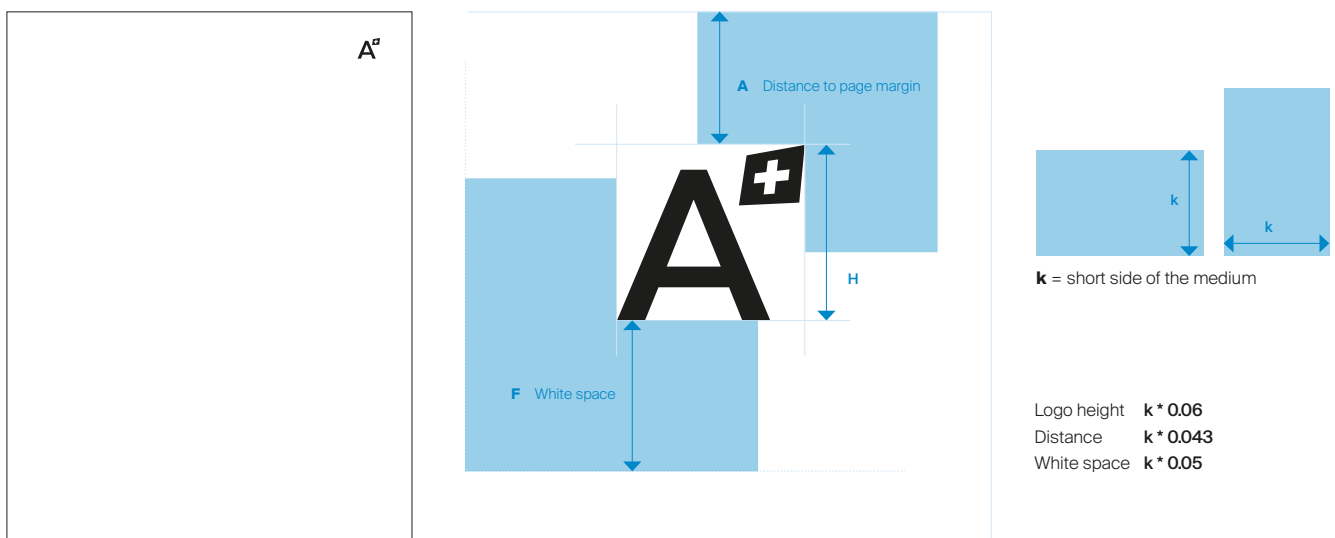 A
A Distance to page margin
A
H
F White space
k
k
k = short side of the medium
Logo height k * 0.06
Distance k * 0.043
White space k * 0.05